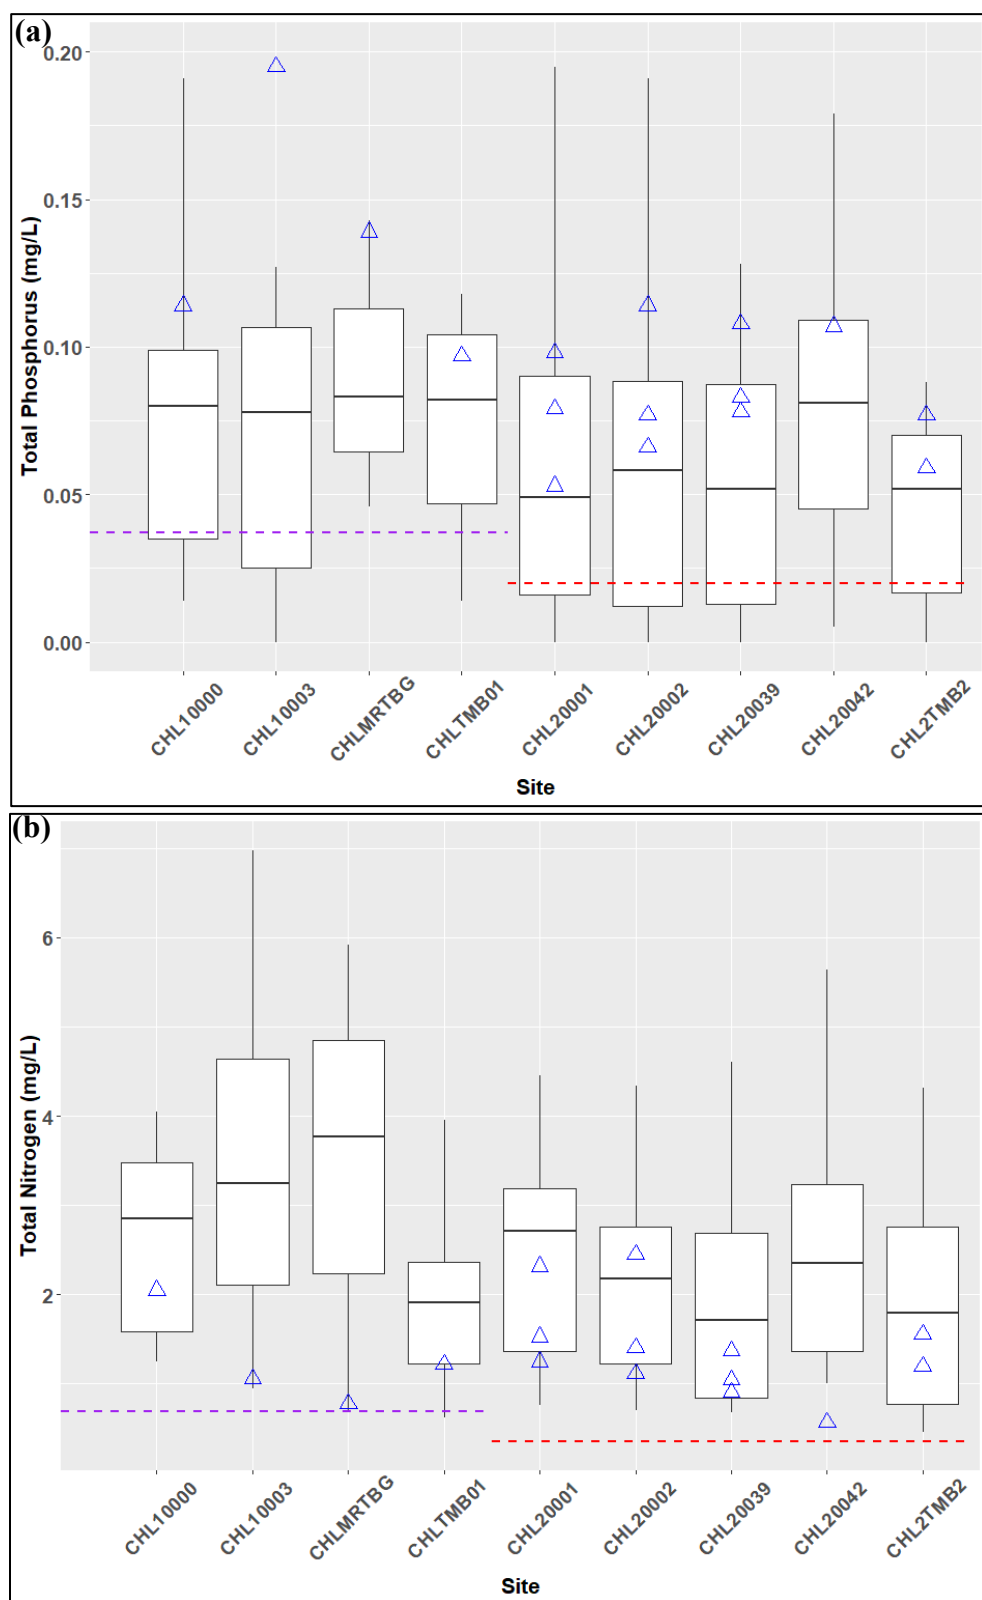 (a)
Total Phosphorus (mg/L)
0.20
0.15
0.10
0.05
0.00
CHL10000
CHL10003
CHLMRTBG
CHLTMB01
CHL20001
CHL20002
CHL20039
CHL20042
CHL2TMB2
Site
(b)
Total Nitrogen (mg/L)
6
4
2
CHL10000
CHL10003
CHLMRTBG
CHLTMB01
CHL20001
CHL20002
CHL20039
CHL20042
CHL2TMB2
Site